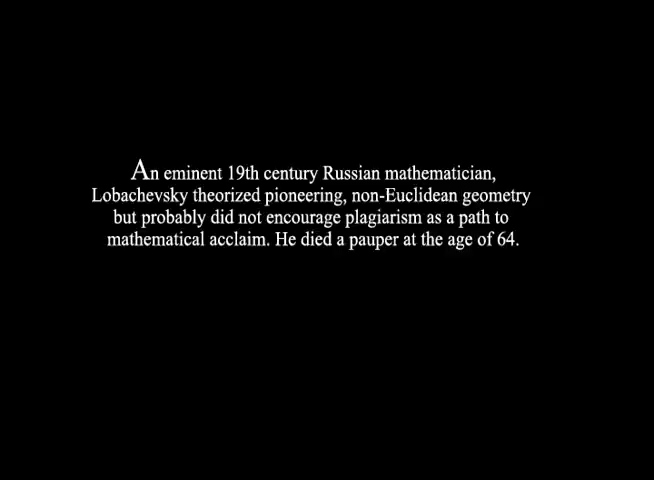 An eminent 19th century Russian mathematician,
Lobachevsky theorized pioneering, non-Euclidean geometry
but probably did not encourage plagiarism as a path to
mathematical acclaim. He died a pauper at the age of 64.